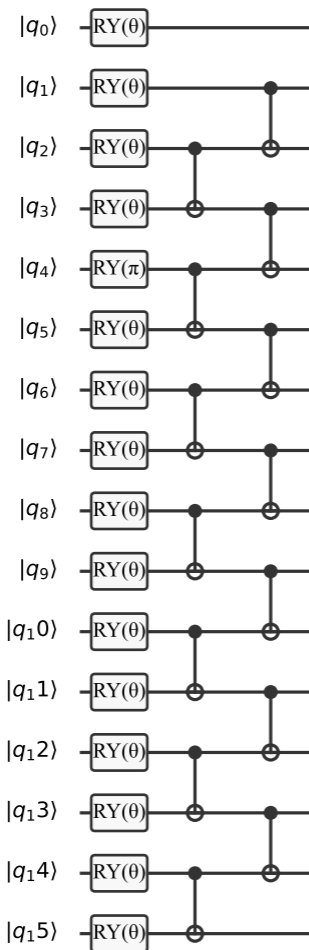 |q₀⟩ RY(θ)
|q₁⟩ RY(θ)
|q₂⟩ RY(θ)
|q₃⟩ RY(θ)
|q₄⟩ RY(π)
|q₅⟩ RY(θ)
|q₆⟩ RY(θ)
|q₇⟩ RY(θ)
|q₈⟩ RY(θ)
|q₉⟩ RY(θ)
|q₁0⟩ RY(θ)
|q₁1⟩ RY(θ)
|q₁2⟩ RY(θ)
|q₁3⟩ RY(θ)
|q₁4⟩ RY(θ)
|q₁5⟩ RY(θ)